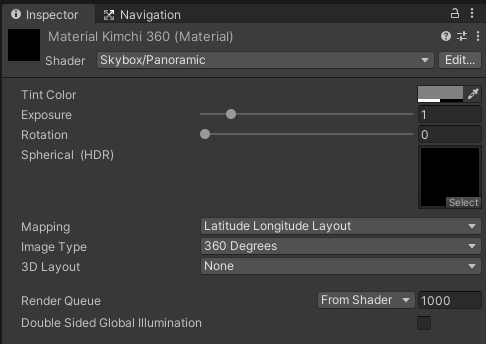 Inspector Navigation
Material Kimchi 360 (Material)
Shader Skybox/Panoramic Edit...
Tint Color
Exposure 1
Rotation 0
Spherical (HDR)
Select
Mapping Latitude Longitude Layout
Image Type 360 Degrees
3D Layout None
Render Queue From Shader 1000
Double Sided Global Illumination